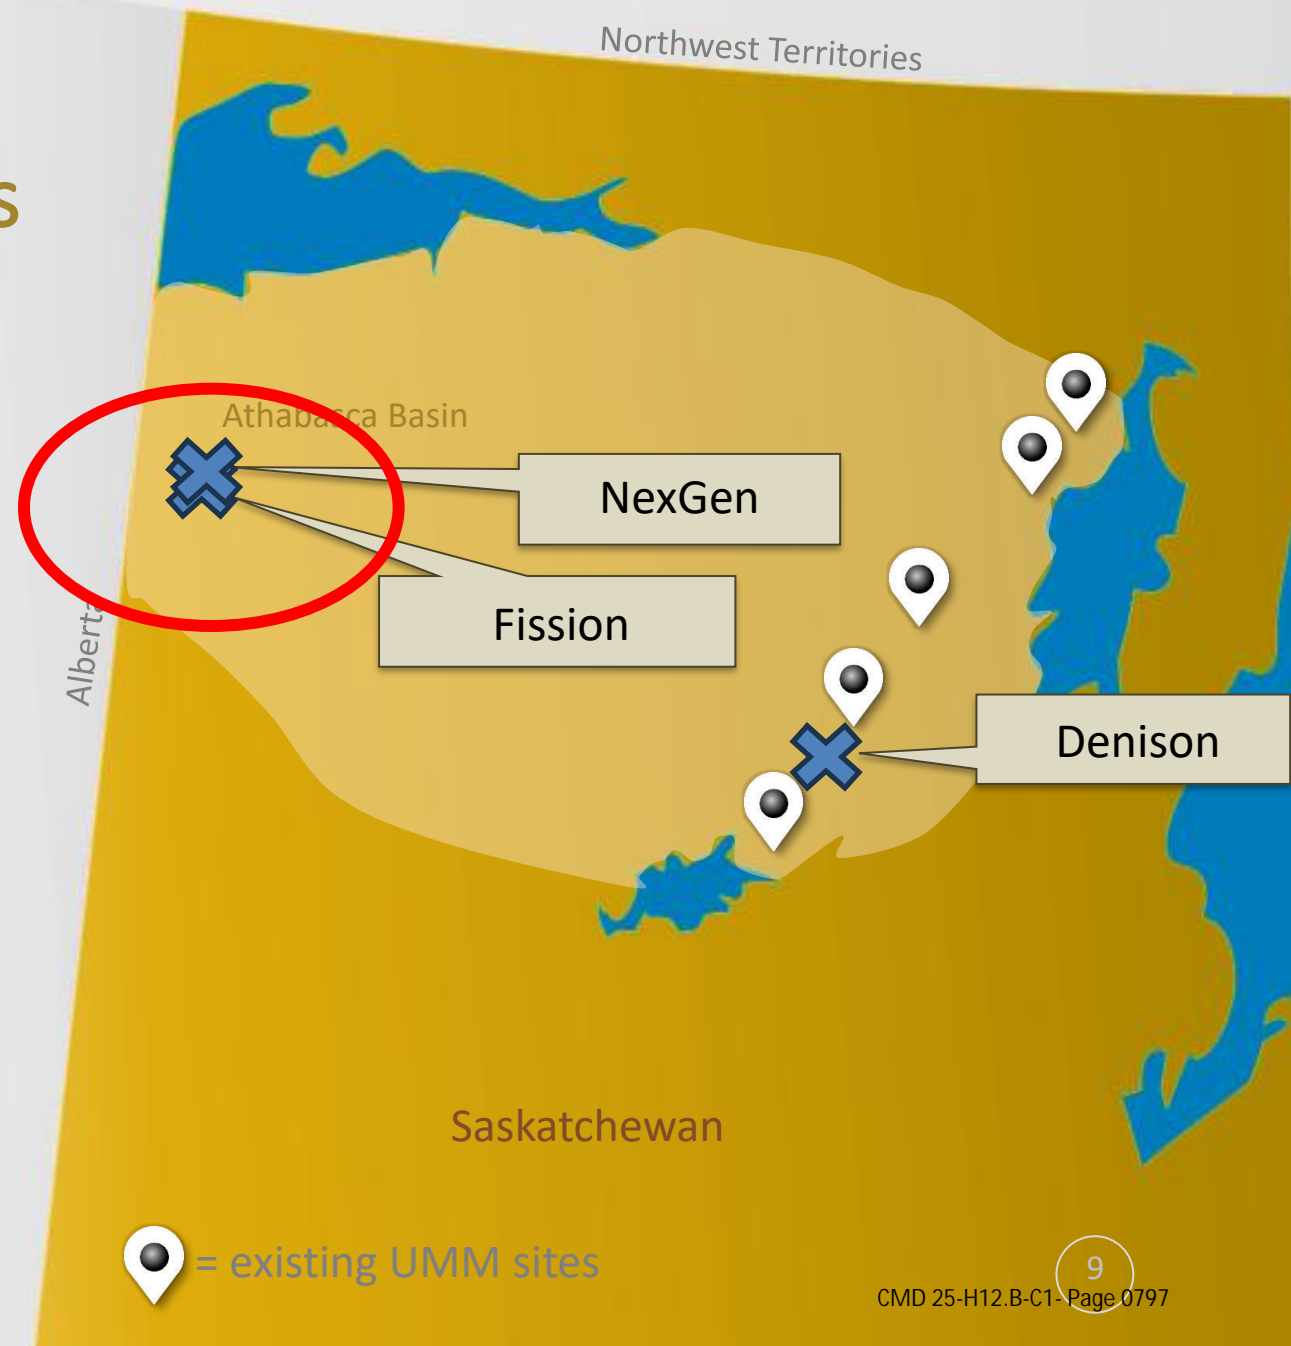 Northwest Territories
s
Athabasca Basin
NexGen
Fission
Alberta
Denison
Saskatchewan
= existing UMM sites
9
CMD 25-H12.B-C1- Page 0797